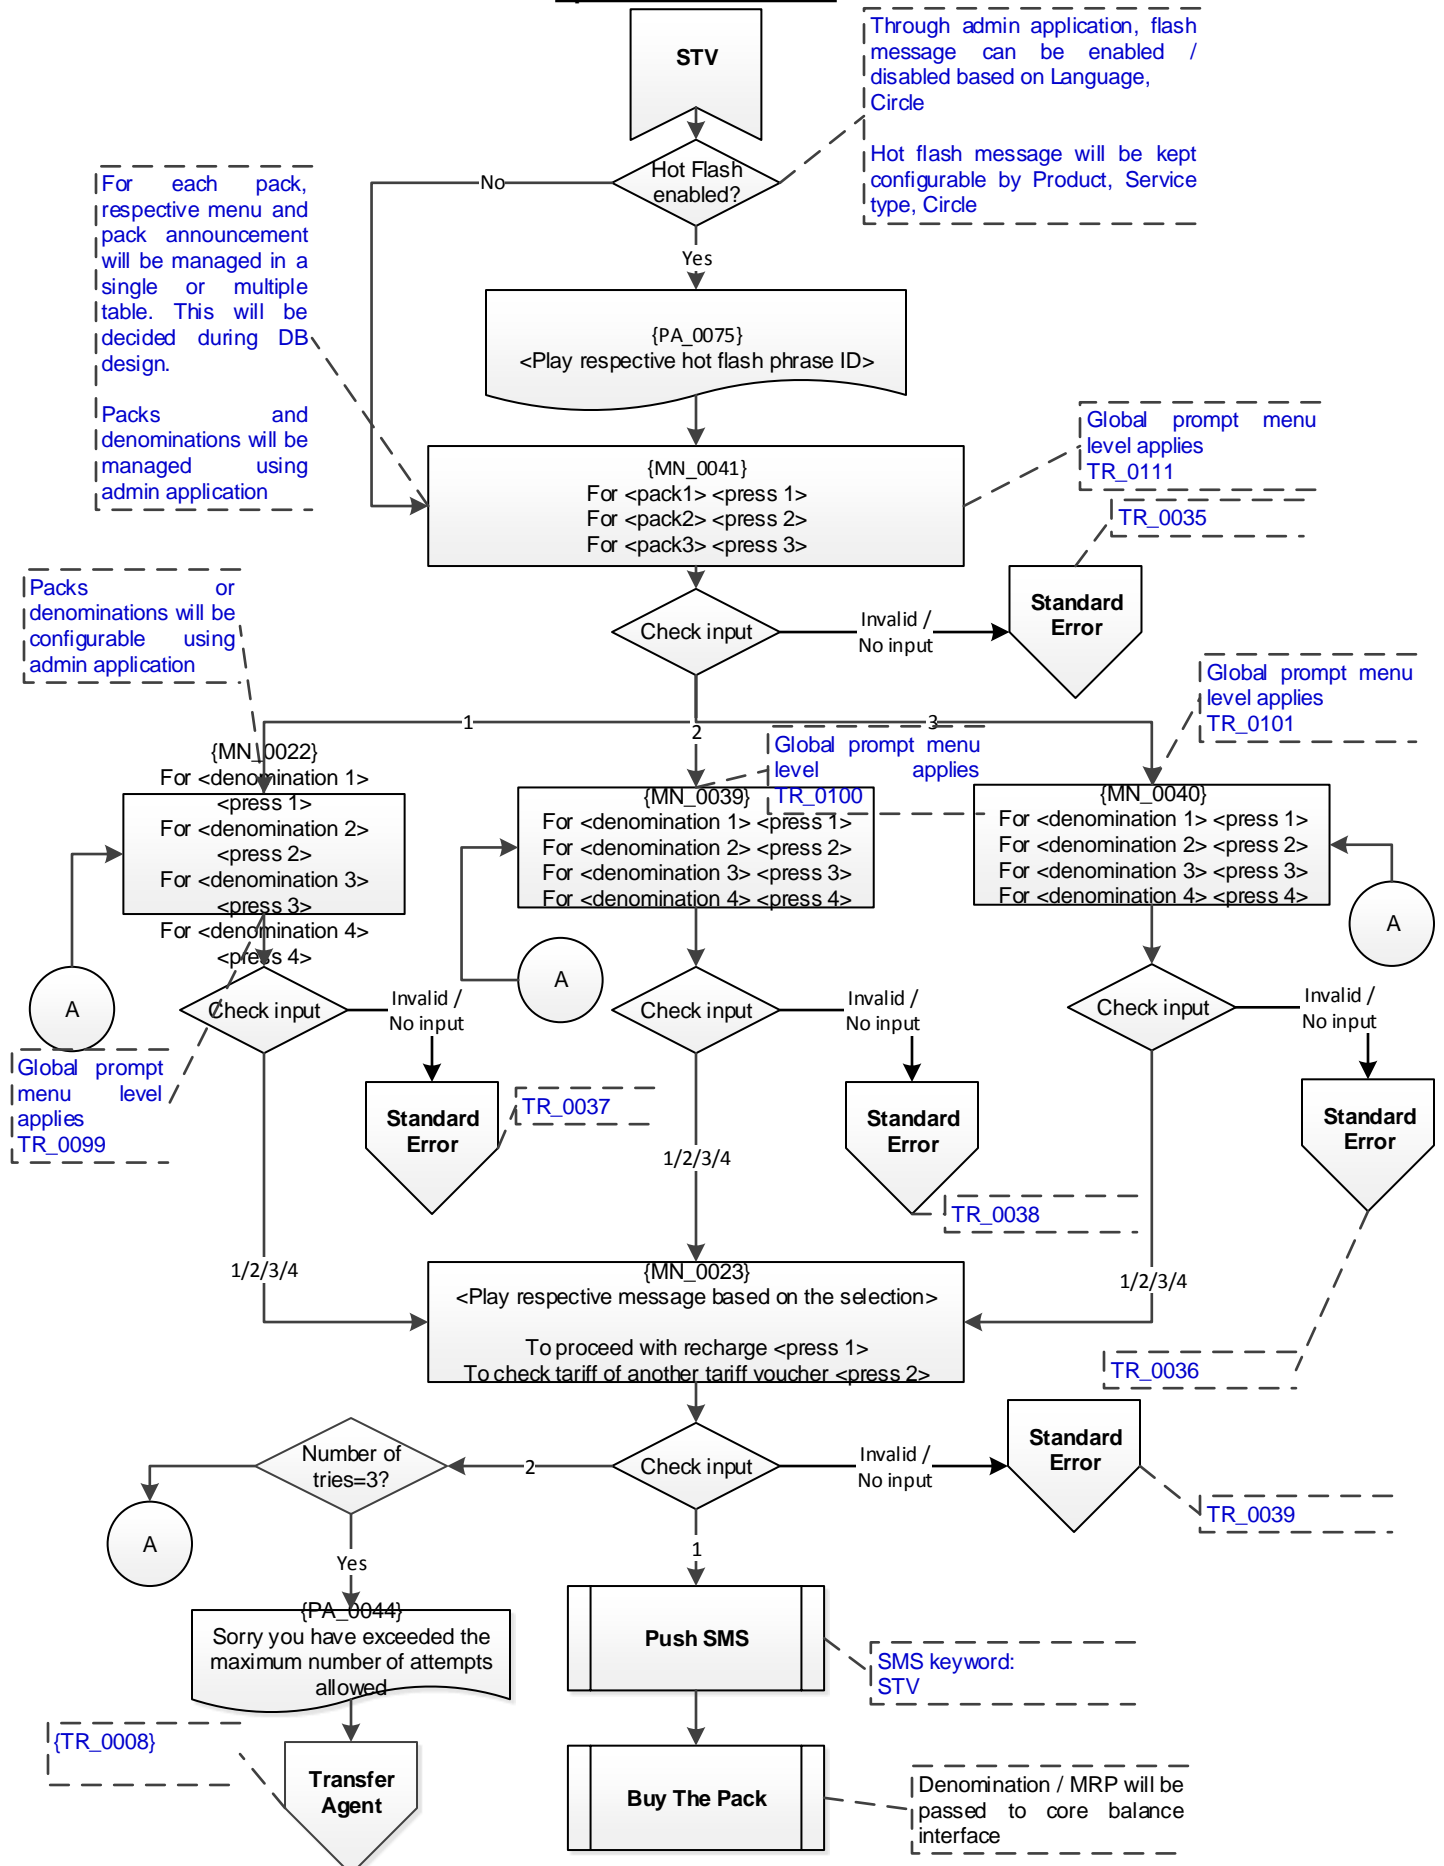 STV
Through admin application, flash
message can be enabled /
disabled based on Language,
Circle
Hot flash message will be kept
configurable by Product, Service
type, Circle
Hot Flash
enabled?
No
Yes
For each pack,
respective menu and
pack announcement
will be managed in a
single or multiple
table. This will be
decided during DB
design.
Packs and
denominations will be
managed using
admin application
{PA_0075}
<Play respective hot flash phrase ID>
Global prompt menu
level applies
TR_0111
{MN_0041}
For <pack1> <press 1>
For <pack2> <press 2>
For <pack3> <press 3>
TR_0035
Packs or
denominations will be
configurable using
admin application
Check input
Invalid /
No input
Standard
Error
Global prompt menu
level applies
TR_0101
1
2
3
Global prompt menu
level applies
TR_0100
{MN_0022}
For <denomination 1>
<press 1>
For <denomination 2>
<press 2>
For <denomination 3>
<press 3>
For <denomination 4>
<press 4>
{MN_0039}
For <denomination 1> <press 1>
For <denomination 2> <press 2>
For <denomination 3> <press 3>
For <denomination 4> <press 4>
{MN_0040}
For <denomination 1> <press 1>
For <denomination 2> <press 2>
For <denomination 3> <press 3>
For <denomination 4> <press 4>
A
A
A
Check input
Invalid /
No input
Check input
Invalid /
No input
Check input
Invalid /
No input
Global prompt
menu level
applies
TR_0099
Standard
Error
TR_0037
Standard
Error
Standard
Error
1/2/3/4
TR_0038
1/2/3/4
1/2/3/4
{MN_0023}
<Play respective message based on the selection>
To proceed with recharge <press 1>
To check tariff of another tariff voucher <press 2>
TR_0036
Number of
tries=3?
2
Check input
Invalid /
No input
Standard
Error
TR_0039
A
Yes
1
{PA_0044}
Sorry you have exceeded the
maximum number of attempts
allowed
Push SMS
SMS keyword:
STV
{TR_0008}
Transfer
Agent
Buy The Pack
Denomination / MRP will be
passed to core balance
interface